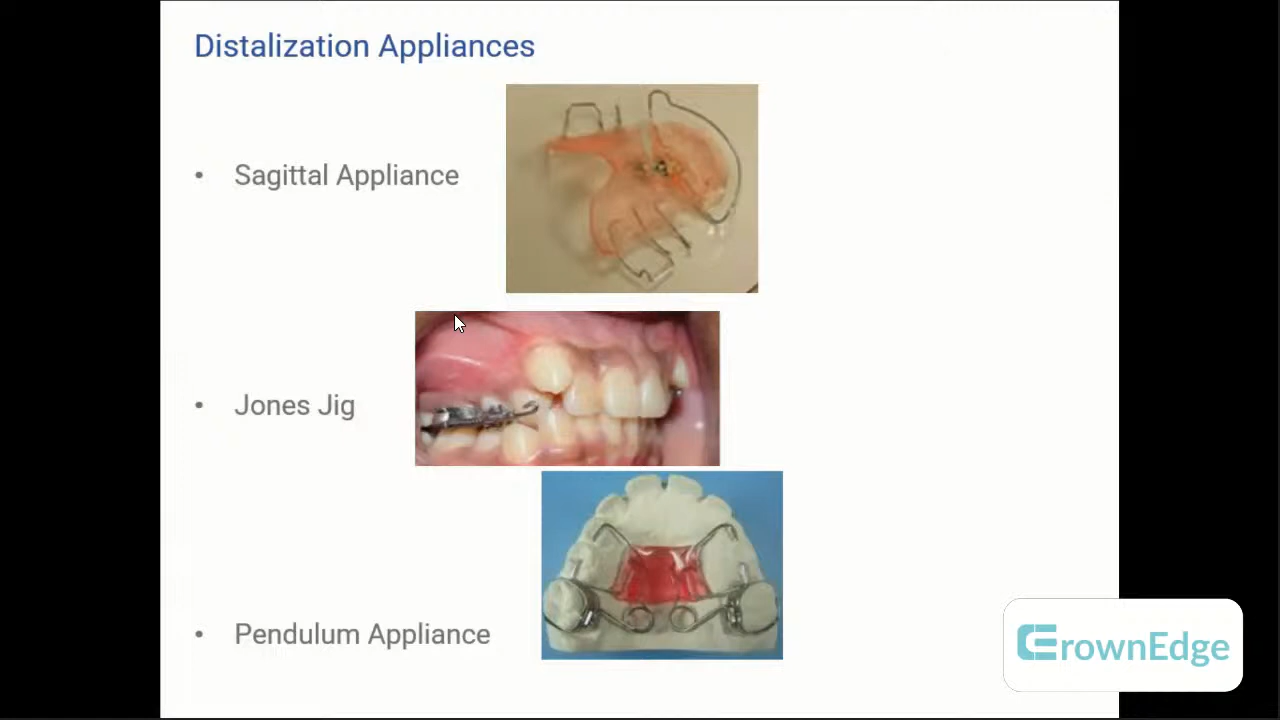 Distalization Appliances
• Sagittal Appliance
• Jones Jig
• Pendulum Appliance
CrownEdge